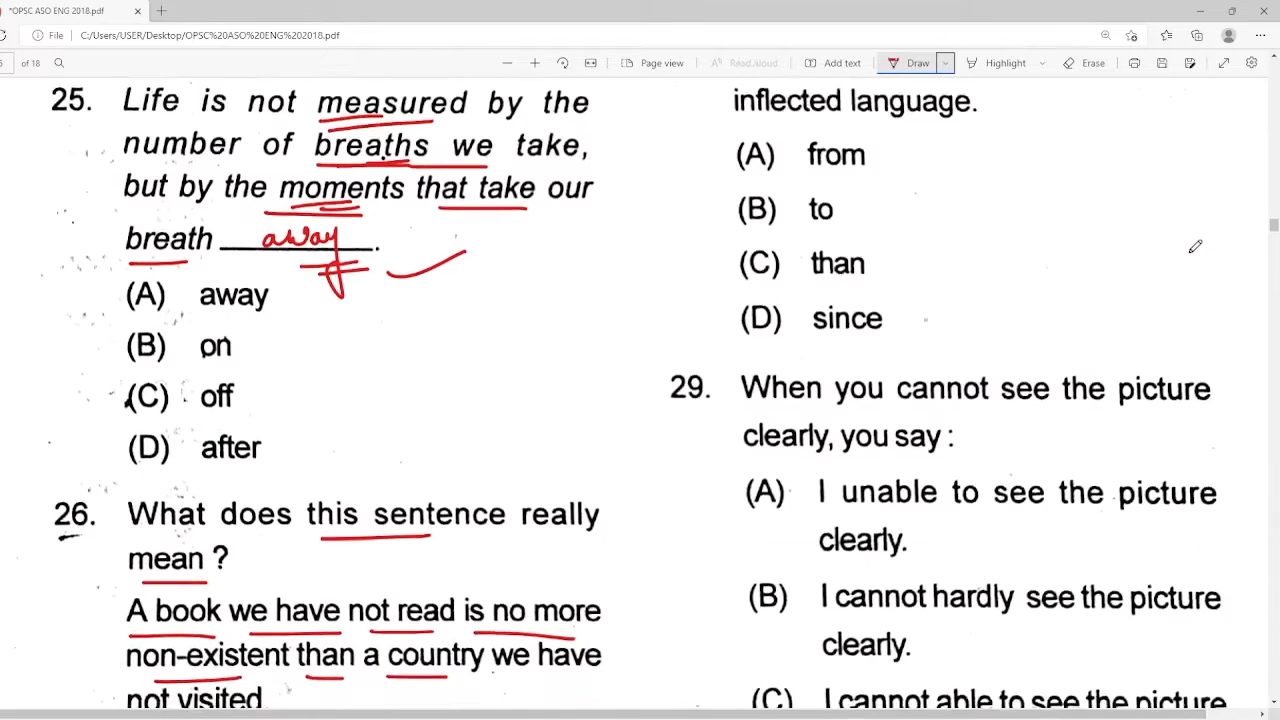 *OPSC ASO ENG 2018.pdf
File C:/Users/USER/Desktop/OPSC%20ASO%20ENG%202018.pdf
of 18 Page view Read aloud Add text Draw Highlight Erase
25. Life is not measured by the
number of breaths we take,
but by the moments that take our
breath away.
(A) away
(B) on
(C) off
(D) after
26. What does this sentence really
mean ?
A book we have not read is no more
non-existent than a country we have
not visited.
inflected language.
(A) from
(B) to
(C) than
(D) since
29. When you cannot see the picture
clearly, you say :
(A) I unable to see the picture
clearly.
(B) I cannot hardly see the picture
clearly.
(C) I cannot able to see the picture